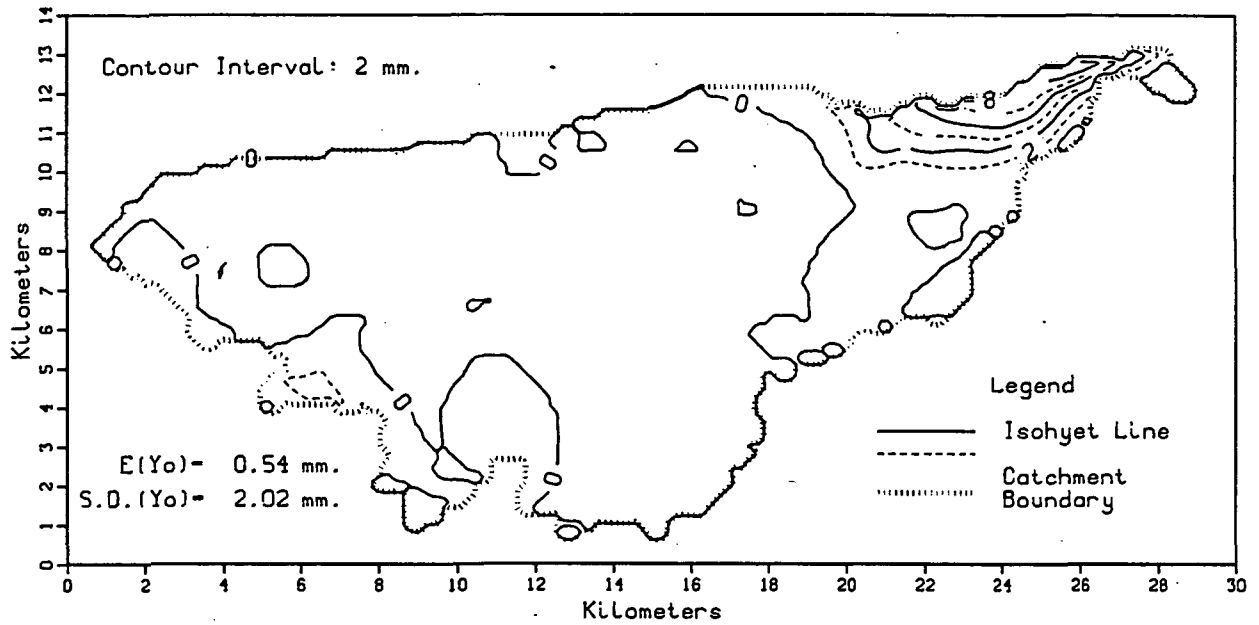 Contour Interval: 2 mm.
0
0
0
0
0
0
8
2
E(Yo)- 0.54 mm.
S.D.(Yo)- 2.02 mm.
Legend
Isohyet Line
Catchment
Boundary
Kilometers
14
13
12
11
10
9
8
7
6
5
4
3
2
1
0
0 2 4 6 8 10 12 14 16 18 20 22 24 26 28 30
Kilometers